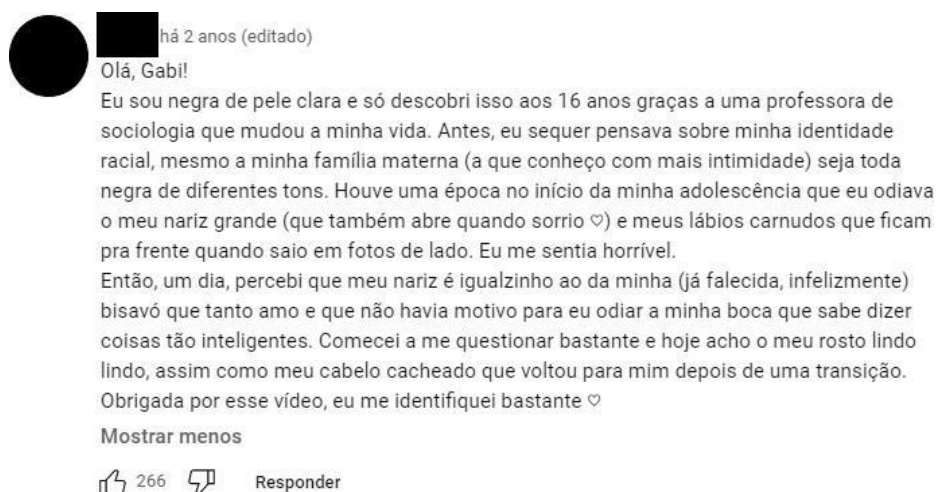 há 2 anos (editado)
Olá, Gabi!
Eu sou negra de pele clara e só descobri isso aos 16 anos graças a uma professora de
sociologia que mudou a minha vida. Antes, eu sequer pensava sobre minha identidade
racial, mesmo a minha família materna (a que conheço com mais intimidade) seja toda
negra de diferentes tons. Houve uma época no início da minha adolescência que eu odiava
o meu nariz grande (que também abre quando sorrio ♡) e meus lábios carnudos que ficam
pra frente quando saio em fotos de lado. Eu me sentia horrível.
Então, um dia, percebi que meu nariz é igualzinho ao da minha (já falecida, infelizmente)
bisavó que tanto amo e que não havia motivo para eu odiar a minha boca que sabe dizer
coisas tão inteligentes. Comecei a me questionar bastante e hoje acho o meu rosto lindo
lindo, assim como meu cabelo cacheado que voltou para mim depois de uma transição.
Obrigada por esse vídeo, eu me identifiquei bastante ♡
Mostrar menos
266 Responder